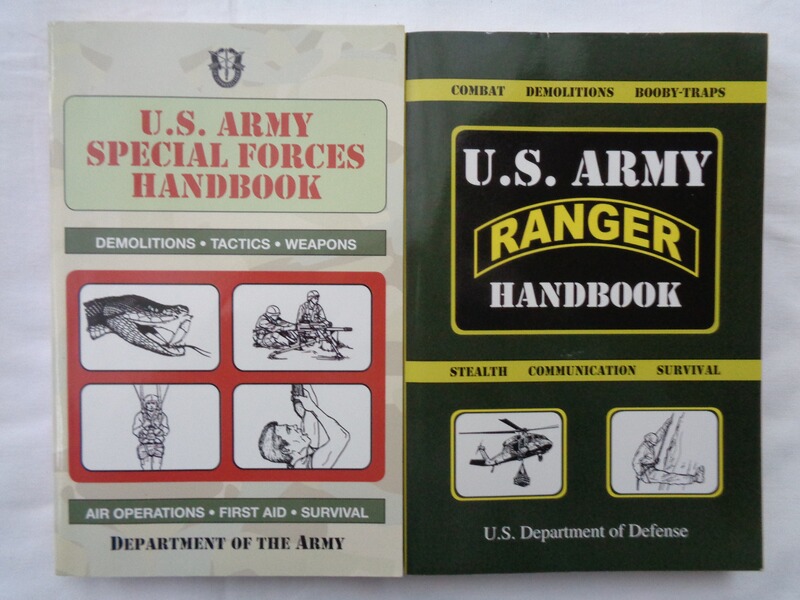 U.S. ARMY
SPECIAL FORCES
HANDBOOK
DEMOLITIONS • TACTICS • WEAPONS
AIR OPERATIONS • FIRST AID • SURVIVAL
DEPARTMENT OF THE ARMY
COMBAT DEMOLITIONS BOOBY-TRAPS
U.S. ARMY
RANGER
HANDBOOK
STEALTH COMMUNICATION SURVIVAL
U.S. Department of Defense